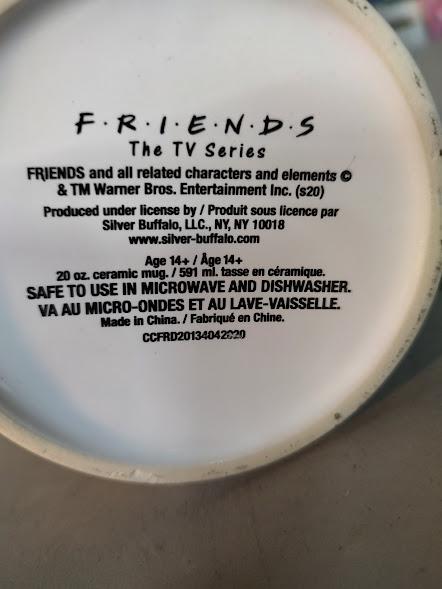 F·R·I·E·N·D·S
The TV Series
FRIENDS and all related characters and elements ©
& TM Warner Bros. Entertainment Inc. (s20)
Produced under license by / Produit sous licence par
Silver Buffalo, LLC., NY, NY 10018
www.silver-buffalo.com
Age 14+ / Âge 14+
20 oz. ceramic mug. / 591 ml. tasse en céramique.
SAFE TO USE IN MICROWAVE AND DISHWASHER.
VA AU MICRO-ONDES ET AU LAVE-VAISSELLE.
Made in China. / Fabriqué en Chine.
CCFRD20134042020